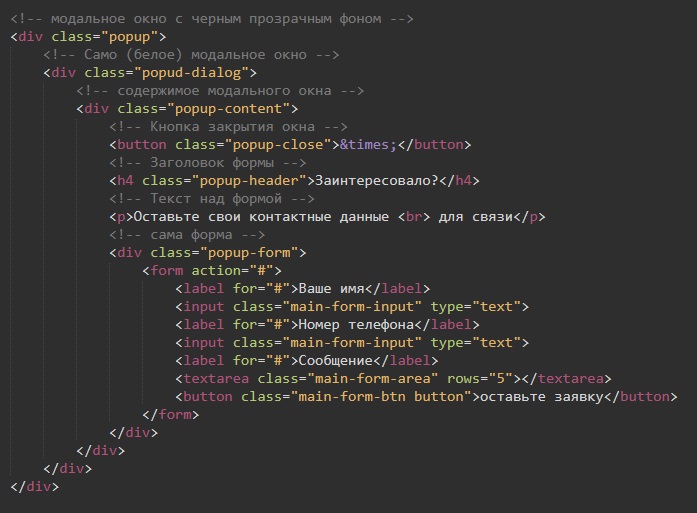 <!-- модальное окно с черным прозрачным фоном -->
<div class="popup">
<!-- Само (белое) модальное окно -->
<div class="popud-dialog">
<!-- содержимое модального окна -->
<div class="popup-content">
<!-- Кнопка закрытия окна -->
<button class="popup-close">&times;</button>
<!-- Заголовок формы -->
<h4 class="popup-header">Заинтересовало?</h4>
<!-- Текст над формой -->
<p>Оставьте свои контактные данные <br> для связи</p>
<!-- сама форма -->
<div class="popup-form">
<form action="#">
<label for="#">Ваше имя</label>
<input class="main-form-input" type="text">
<label for="#">Номер телефона</label>
<input class="main-form-input" type="text">
<label for="#">Сообщение</label>
<textarea class="main-form-area" rows="5"></textarea>
<button class="main-form-btn button">оставьте заявку</button>
</form>
</div>
</div>
</div>
</div>